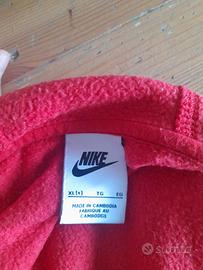 NIKE
XL(S) TG EG
MADE IN CAMBODIA
FABRIQUE AU
CAMBODGE
subito